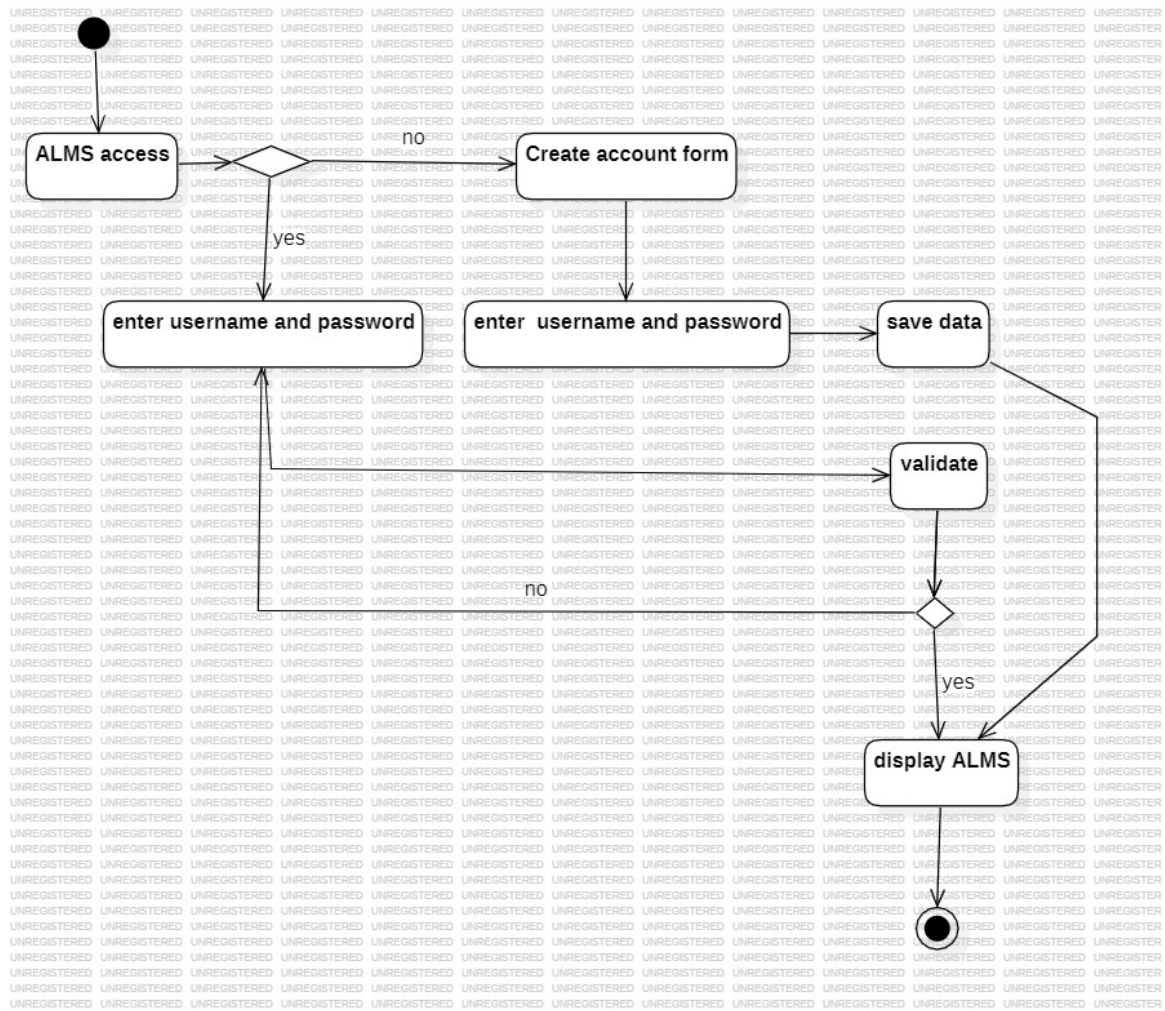 ALMS access
no
Create account form
yes
enter username and password
enter  username and password
save data
validate
no
yes
display ALMS
UNREGISTERED